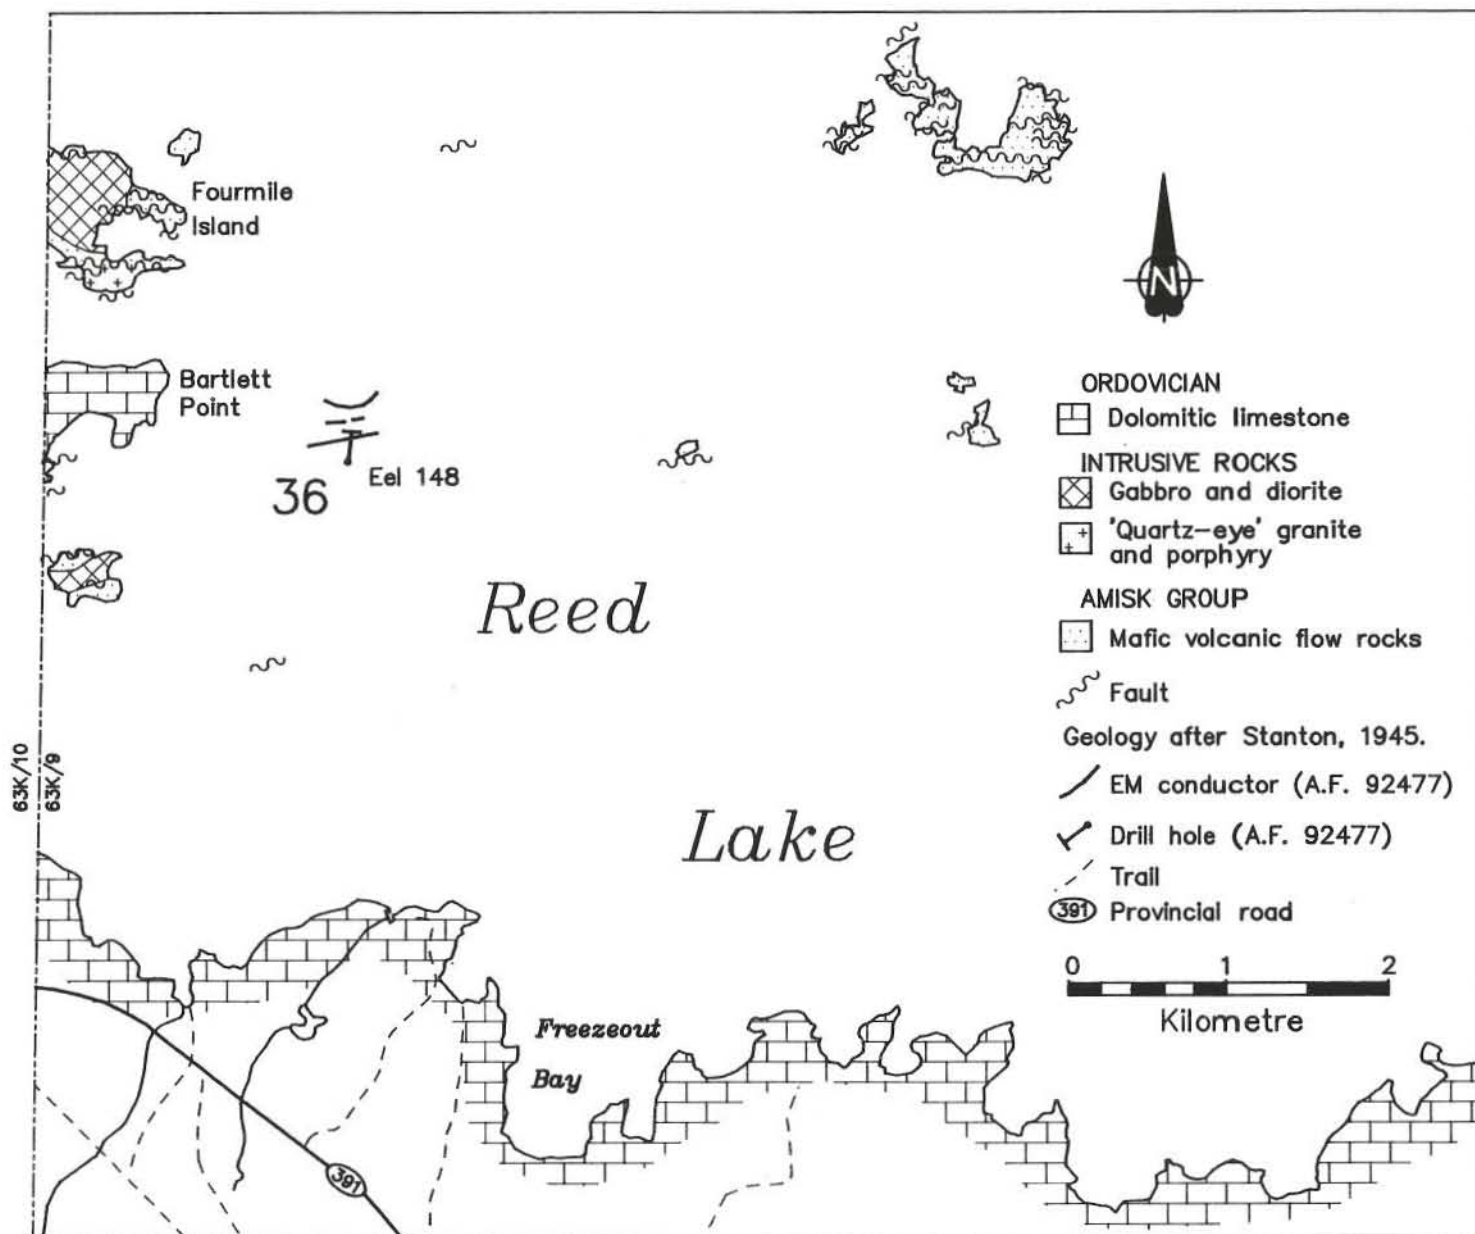 Fourmile
Island
N
Bartlett
Point
36
Eel 148
Reed
Lake
63K/10
63K/9
Freezeout
Bay
391
ORDOVICIAN
Dolomitic limestone
INTRUSIVE ROCKS
Gabbro and diorite
'Quartz-eye' granite
and porphyry
AMISK GROUP
Mafic volcanic flow rocks
Fault
Geology after Stanton, 1945.
EM conductor (A.F. 92477)
Drill hole (A.F. 92477)
Trail
391 Provincial road
0 1 2
Kilometre